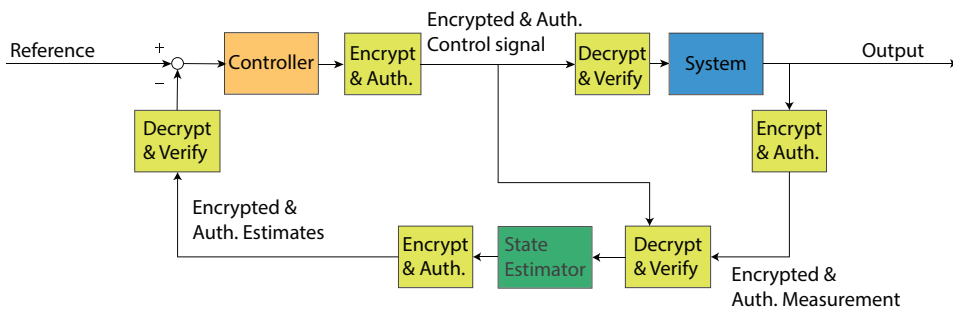 Reference
+
−
Controller
Encrypt
& Auth.
Encrypted & Auth.
Control signal
Decrypt
& Verify
System
Output
Decrypt
& Verify
Encrypt
& Auth.
Encrypted &
Auth. Estimates
Encrypt
& Auth.
State
Estimator
Decrypt
& Verify
Encrypted &
Auth. Measurement